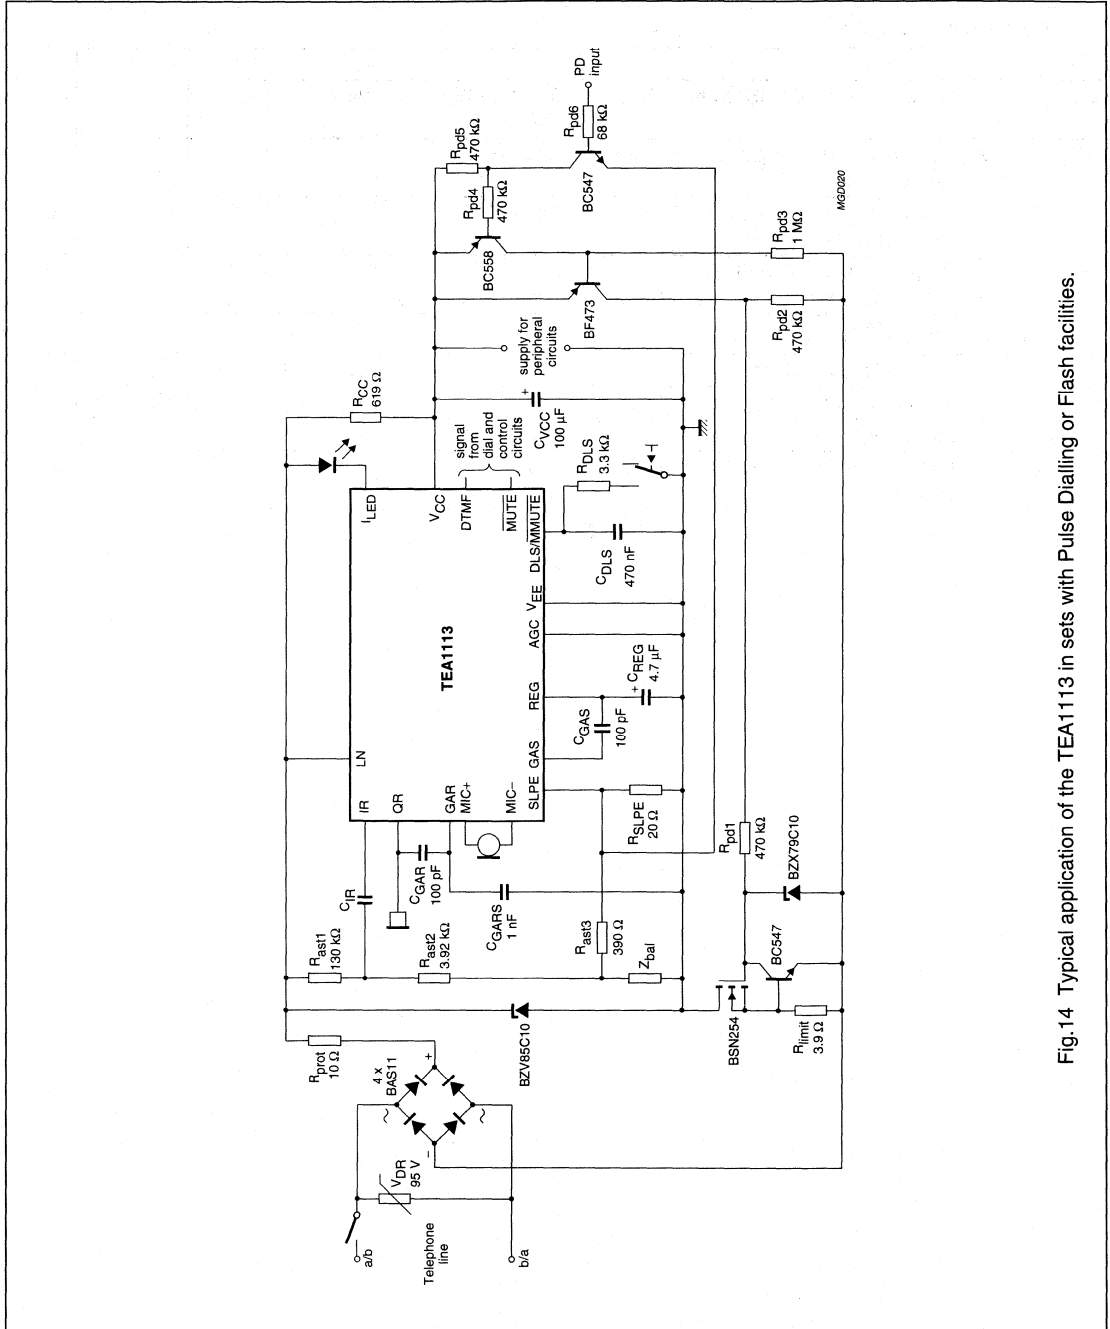 a/b
Telephone
line
b/a
VDR
95 V
4 x
BAS11
~
~
+
−
Rprot
10 Ω
Rast1
130 kΩ
Rast2
3.92 kΩ
CIR
CGAR
100 pF
CGARS
1 nF
Rast3
390 Ω
Zbal
BZV85C10
BSN254
Rlimit
3.9 Ω
BC547
BZX79C10
Rpd1
470 kΩ
RSLPE
20 Ω
IR
QR
GAR
MIC+
MIC−
SLPE
LN
GAS
REG
AGC
VEE
DLS/MMUTE
TEA1113
ILED
VCC
DTMF
MUTE
CGAS
100 pF
+
CREG
4.7 µF
CDLS
470 nF
RDLS
3.3 kΩ
signal
from
dial and
control
circuits
RCC
619 Ω
+
CVCC
100 µF
supply for
peripheral
circuits
BF473
BC558
Rpd4
470 kΩ
Rpd5
470 kΩ
BC547
Rpd6
68 kΩ
PD
input
Rpd2
470 kΩ
Rpd3
1 MΩ
MGD020
Fig.14 Typical application of the TEA1113 in sets with Pulse Dialling or Flash facilities.